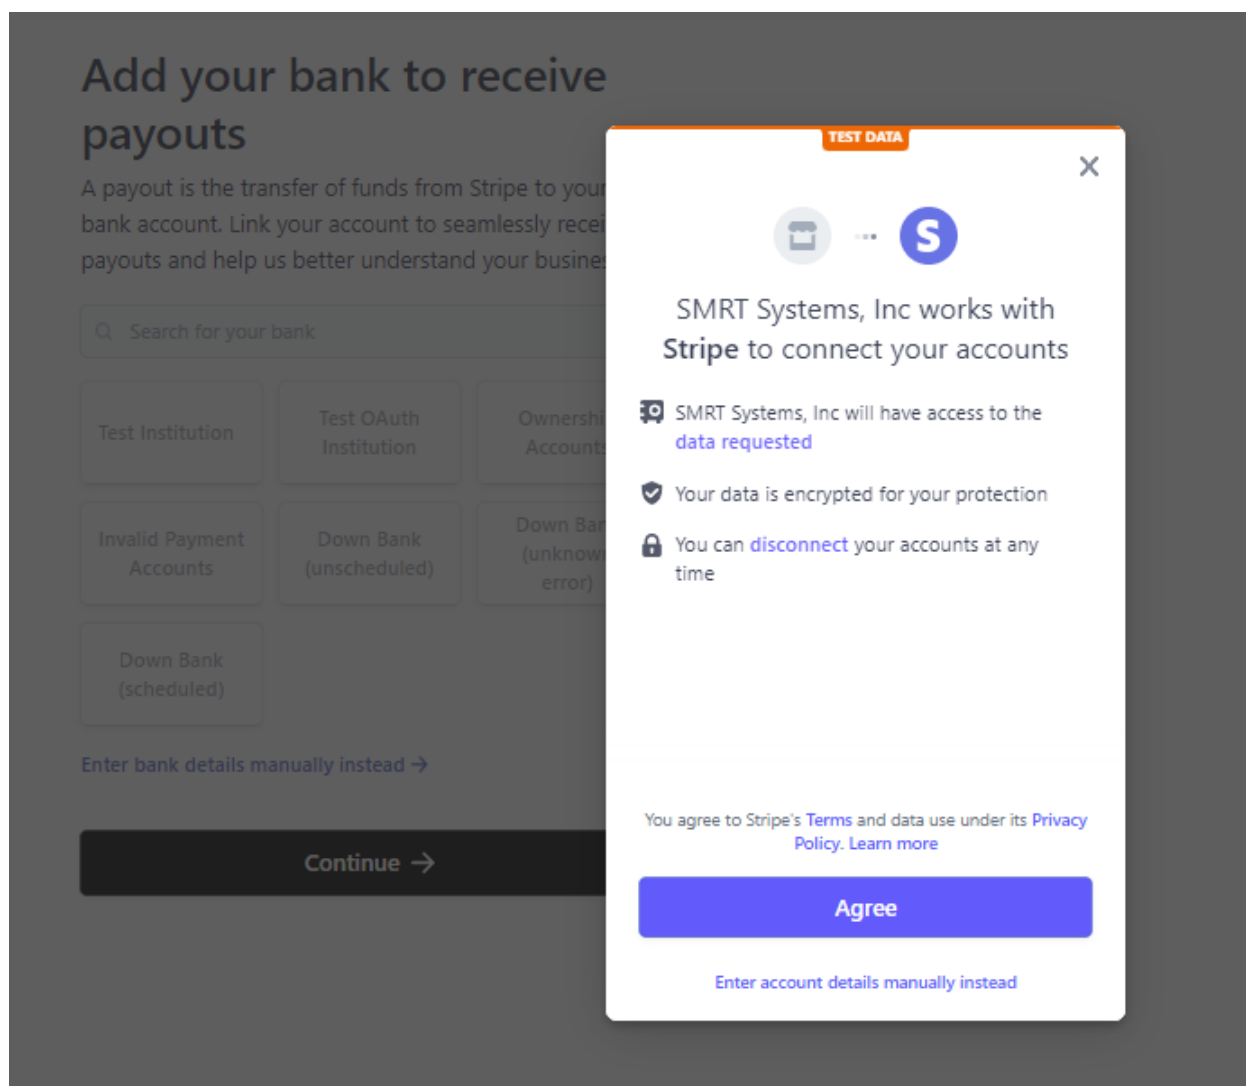 Add your bank to receive
payouts
A payout is the transfer of funds from Stripe to your
bank account. Link your account to seamlessly recei
payouts and help us better understand your busines
Search for your bank
Test Institution
Test OAuth
Institution
Ownershi
Accounts
Invalid Payment
Accounts
Down Bank
(unscheduled)
Down Ban
(unknown
error)
Down Bank
(scheduled)
Enter bank details manually instead →
Continue →
TEST DATA
S
SMRT Systems, Inc works with
Stripe to connect your accounts
SMRT Systems, Inc will have access to the
data requested
Your data is encrypted for your protection
You can disconnect your accounts at any
time
You agree to Stripe's Terms and data use under its Privacy
Policy. Learn more
Agree
Enter account details manually instead